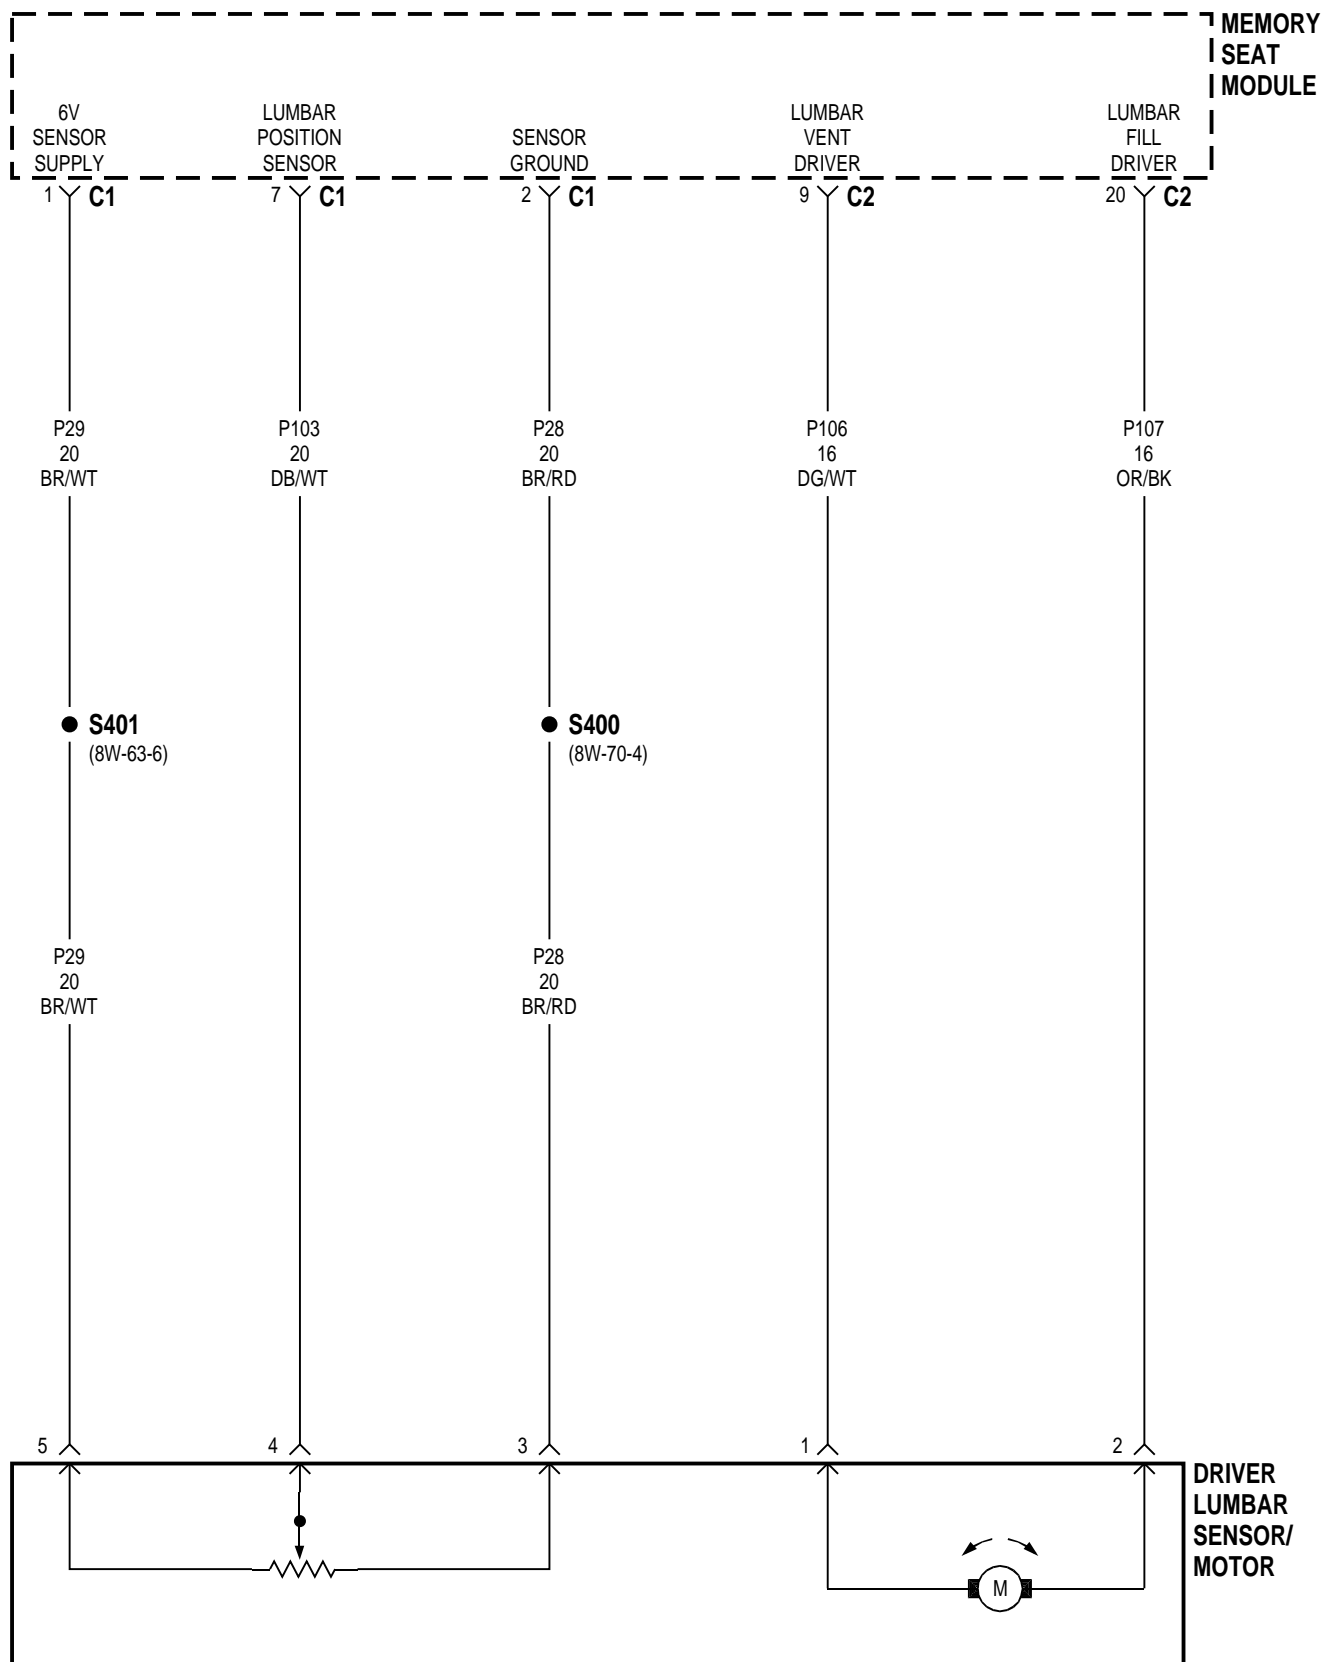 MEMORY
SEAT
MODULE
6V
SENSOR
SUPPLY
LUMBAR
POSITION
SENSOR
SENSOR
GROUND
LUMBAR
VENT
DRIVER
LUMBAR
FILL
DRIVER
1 C1
7 C1
2 C1
9 C2
20 C2
P29
20
BR/WT
P103
20
DB/WT
P28
20
BR/RD
P106
16
DG/WT
P107
16
OR/BK
S401
(8W-63-6)
S400
(8W-70-4)
P29
20
BR/WT
P28
20
BR/RD
5
4
3
1
2
DRIVER
LUMBAR
SENSOR/
MOTOR
M